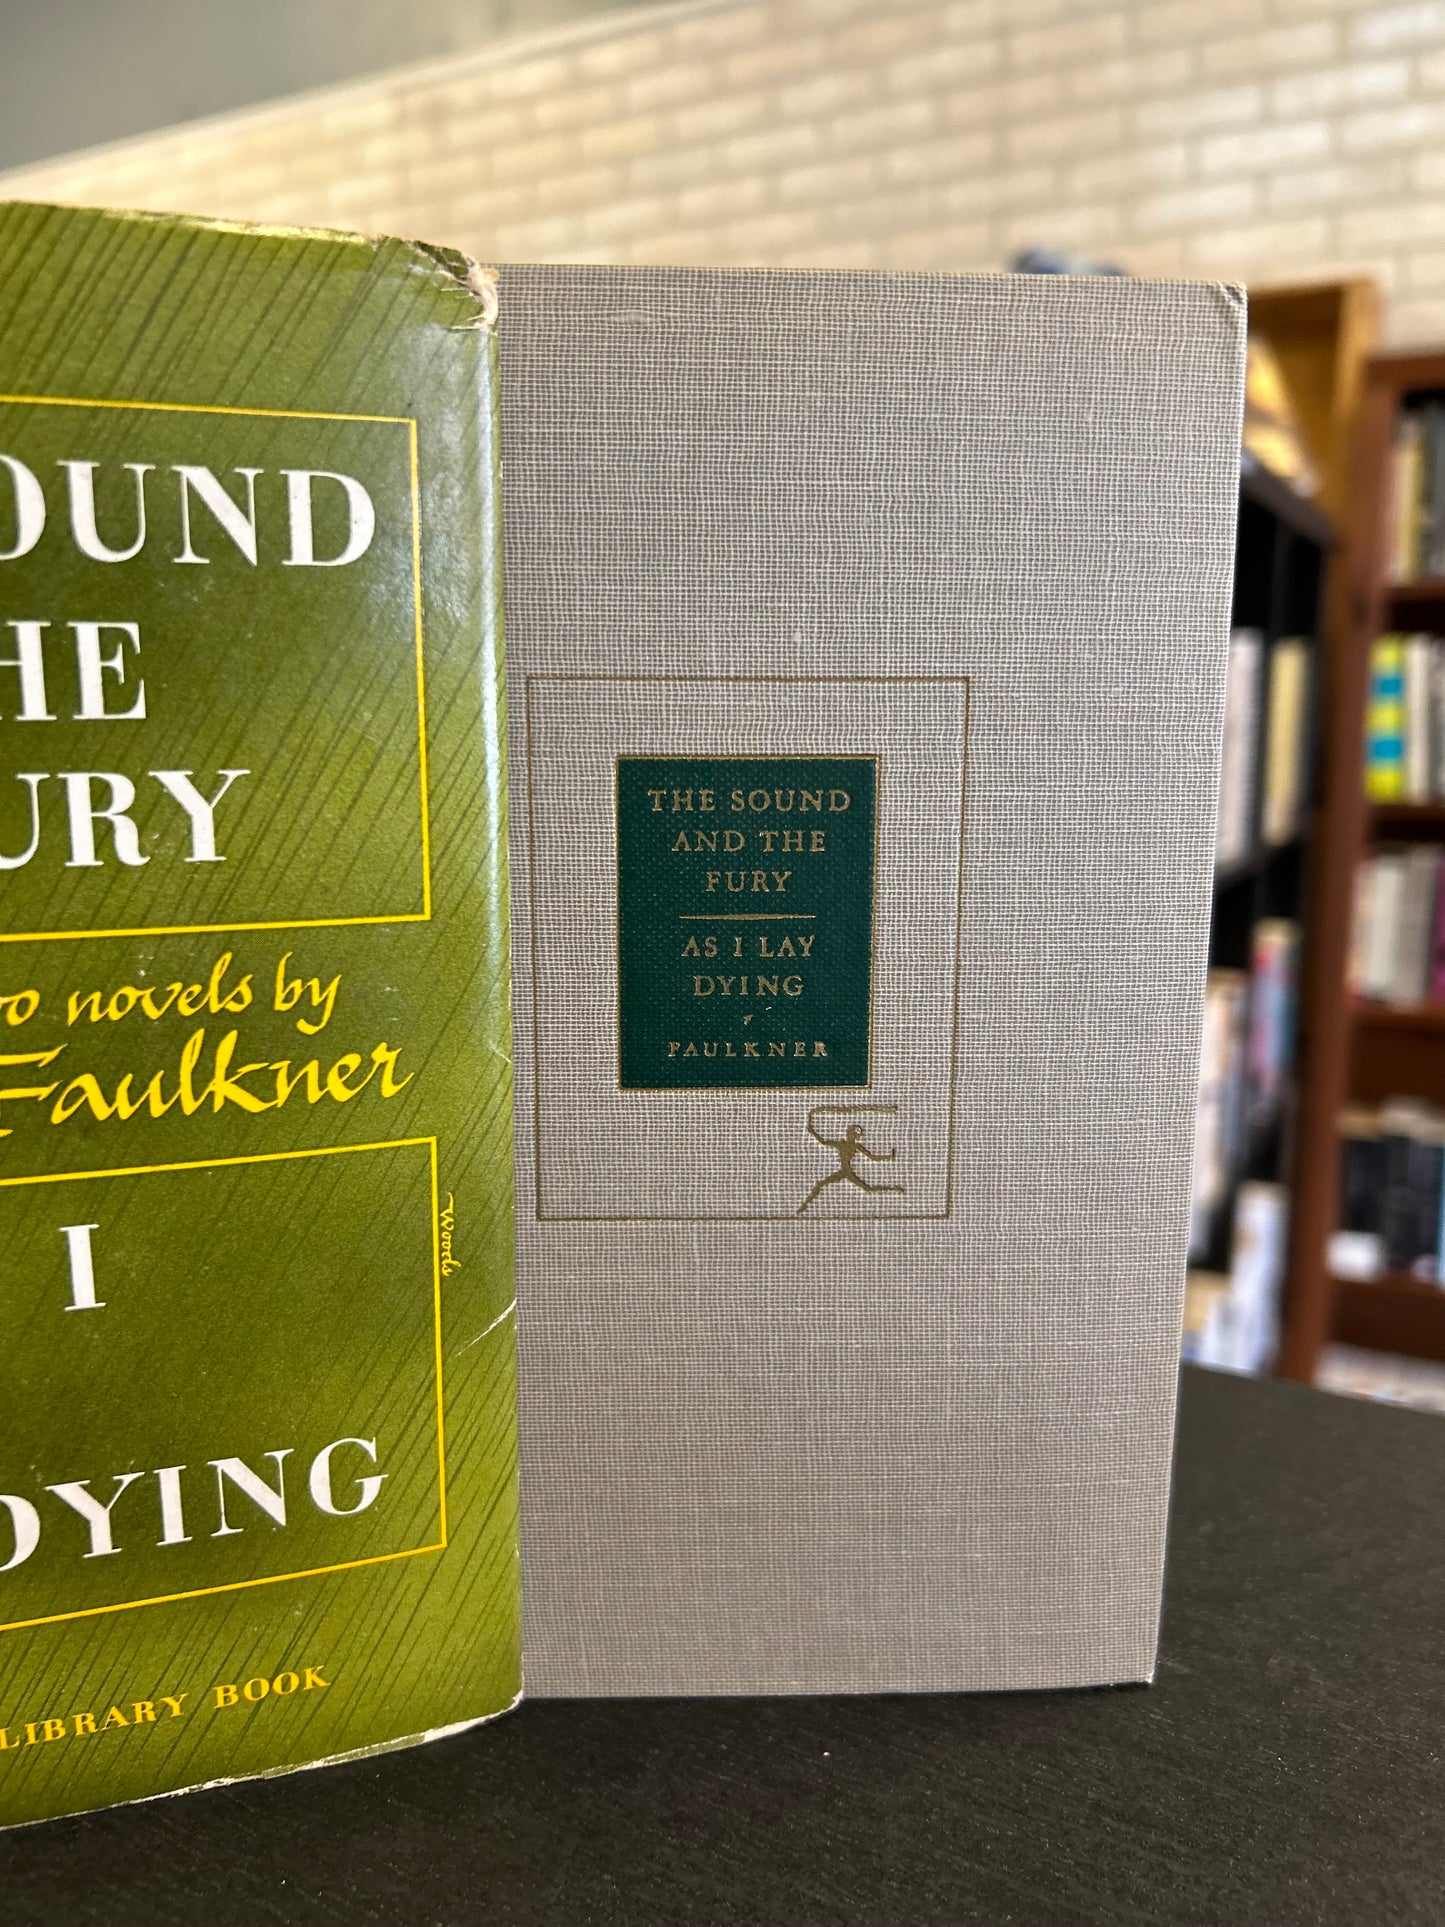 OUND
HE
URY
o novels by
Faulkner
I
DYING
LIBRARY BOOK
Woods
THE SOUND
AND THE
FURY
AS I LAY
DYING
FAULKNER